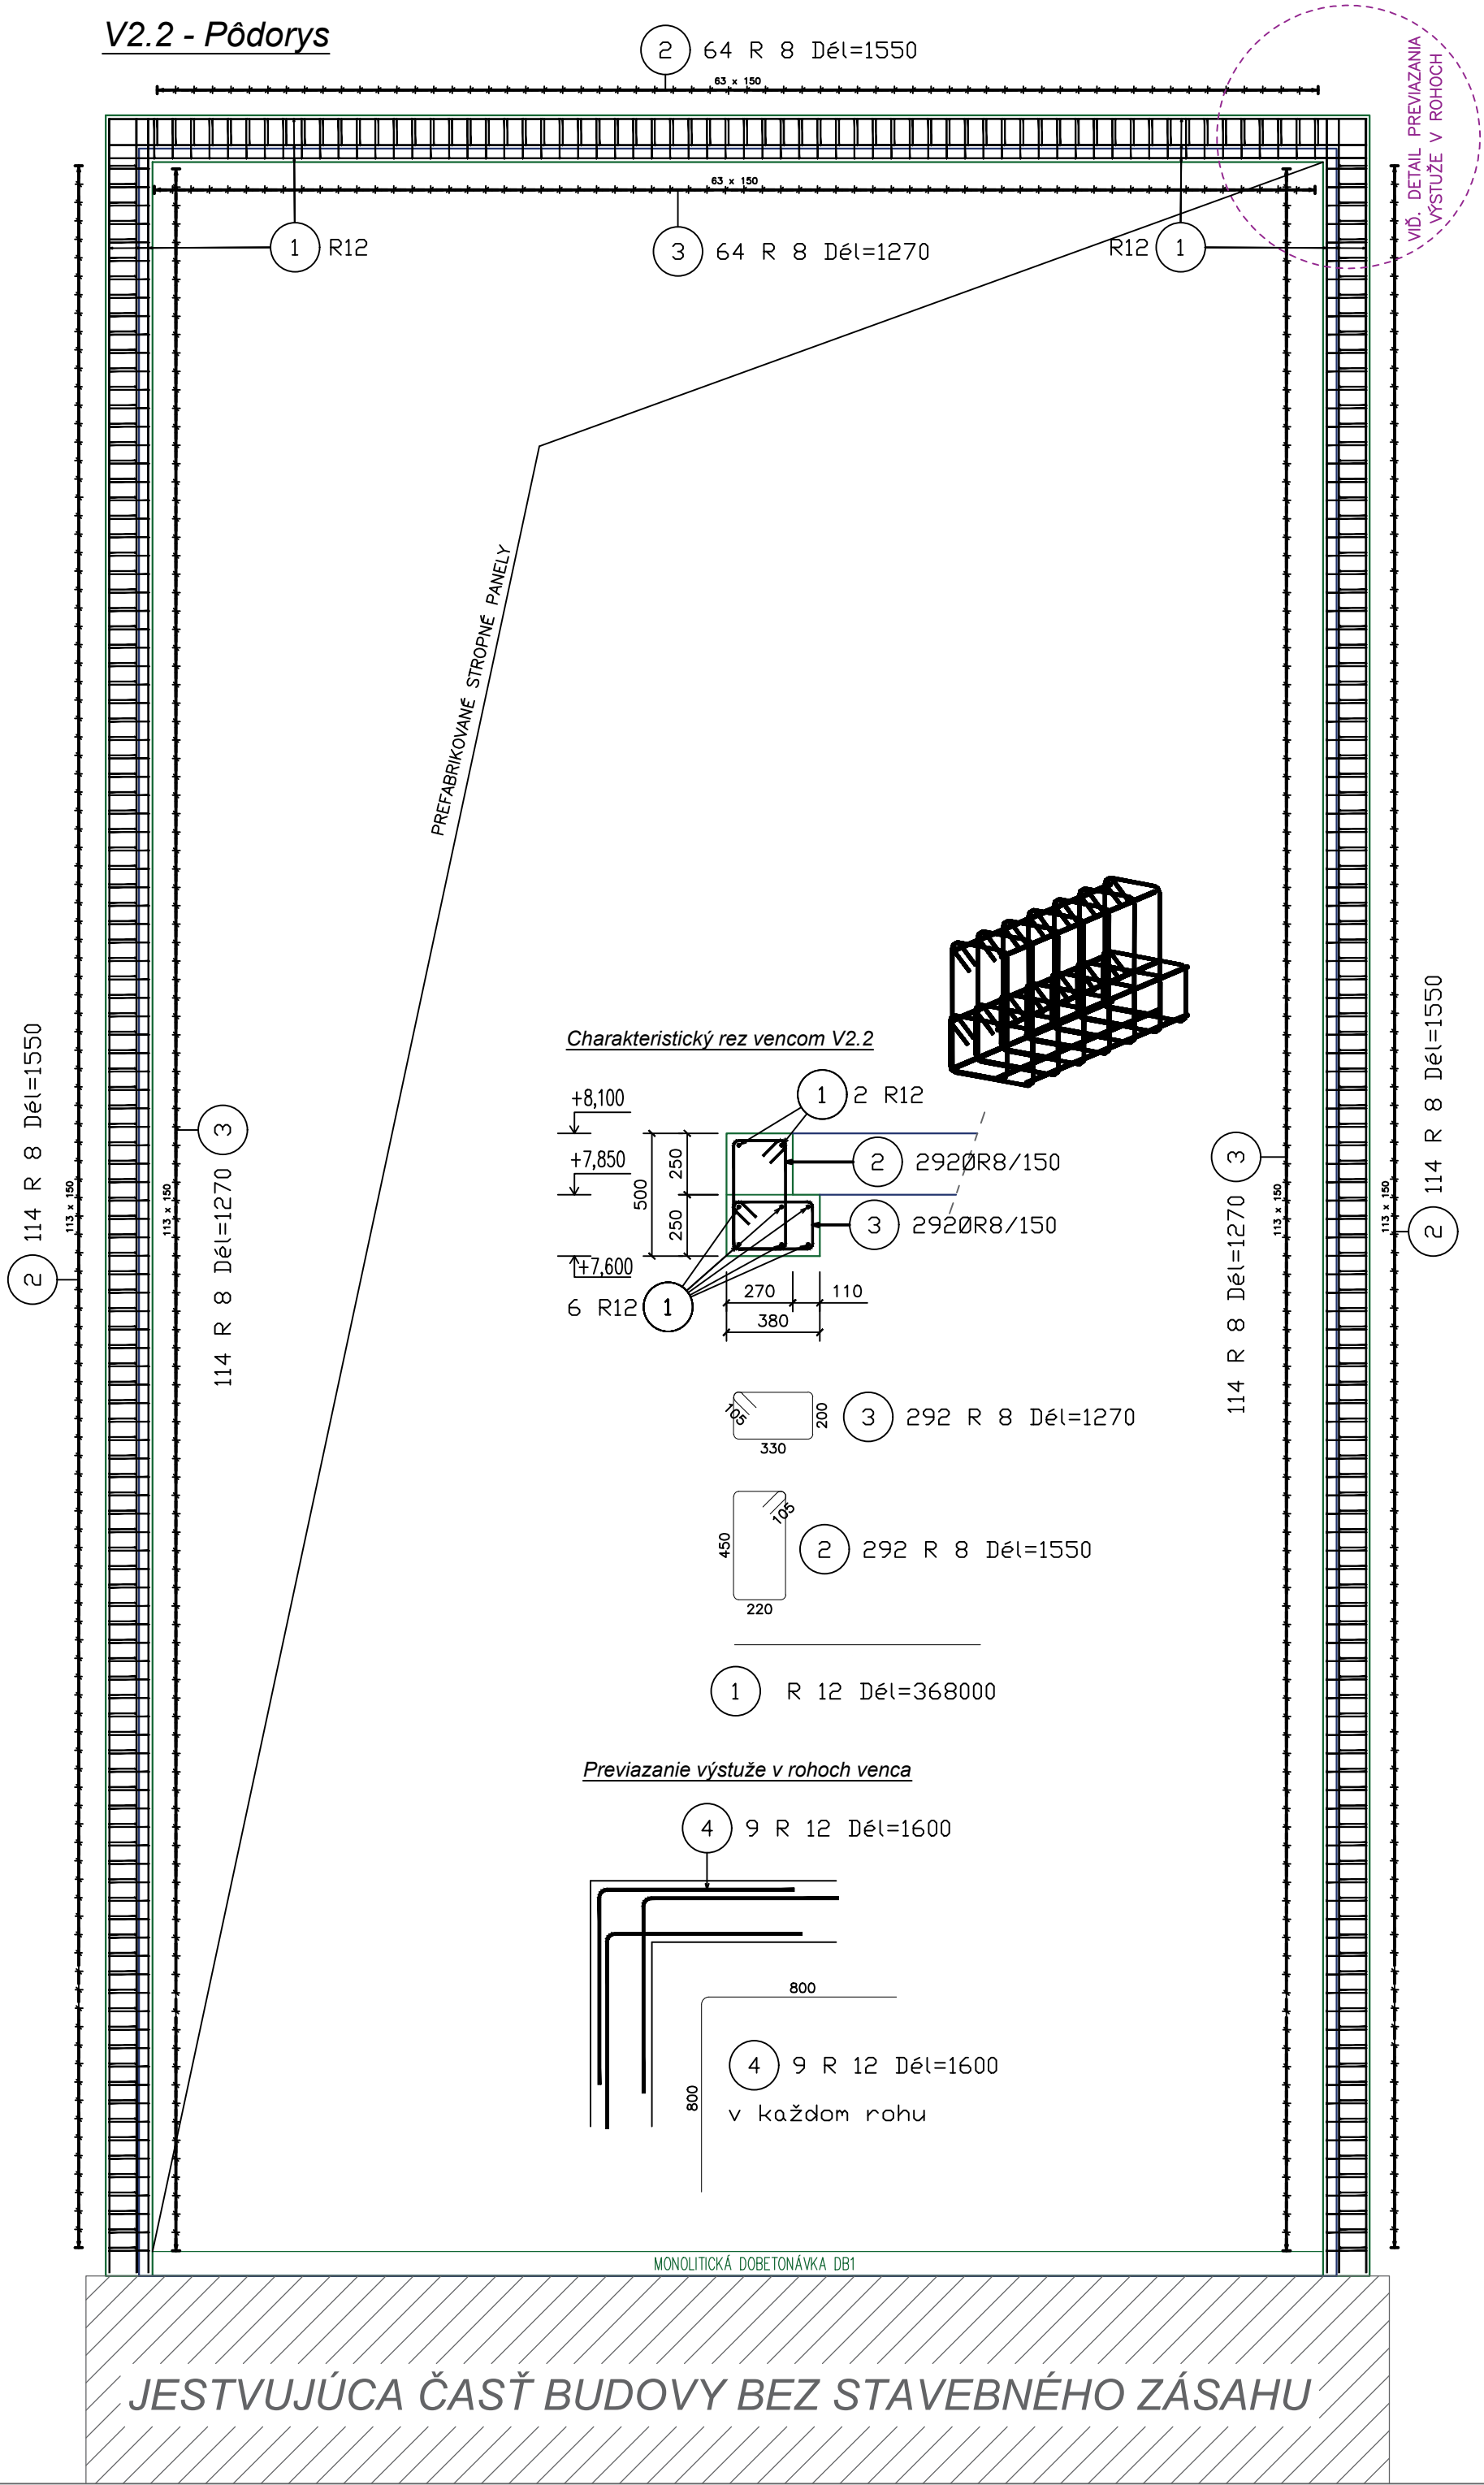 V2.2 - Pôdorys
2 64 R 8 Dél=1550
63 x 150
VIĎ. DETAIL PREVIAZANIA
VÝSTUŽE V ROHOCH
63 x 150
1 R12
3 64 R 8 Dél=1270
R12 1
PREFABRIKOVANÉ STROPNÉ PANELY
2 114 R 8 Dél=1550
113 x 150
113 x 150
3
114 R 8 Dél=1270
3
114 R 8 Dél=1270
113 x 150
113 x 150
2 114 R 8 Dél=1550
Charakteristický rez vencom V2.2
+8,100
1 2 R12
+7,850
500
250
250
2 292ØR8/150
3 292ØR8/150
+7,600
6 R12 1
270
110
380
105
200
330
3 292 R 8 Dél=1270
105
450
220
2 292 R 8 Dél=1550
1 R 12 Dél=368000
Previazanie výstuže v rohoch venca
4 9 R 12 Dél=1600
800
800
4 9 R 12 Dél=1600
v každom rohu
MONOLITICKÁ DOBETONÁVKA DB1
JESTVUJÚCA ČASŤ BUDOVY BEZ STAVEBNÉHO ZÁSAHU